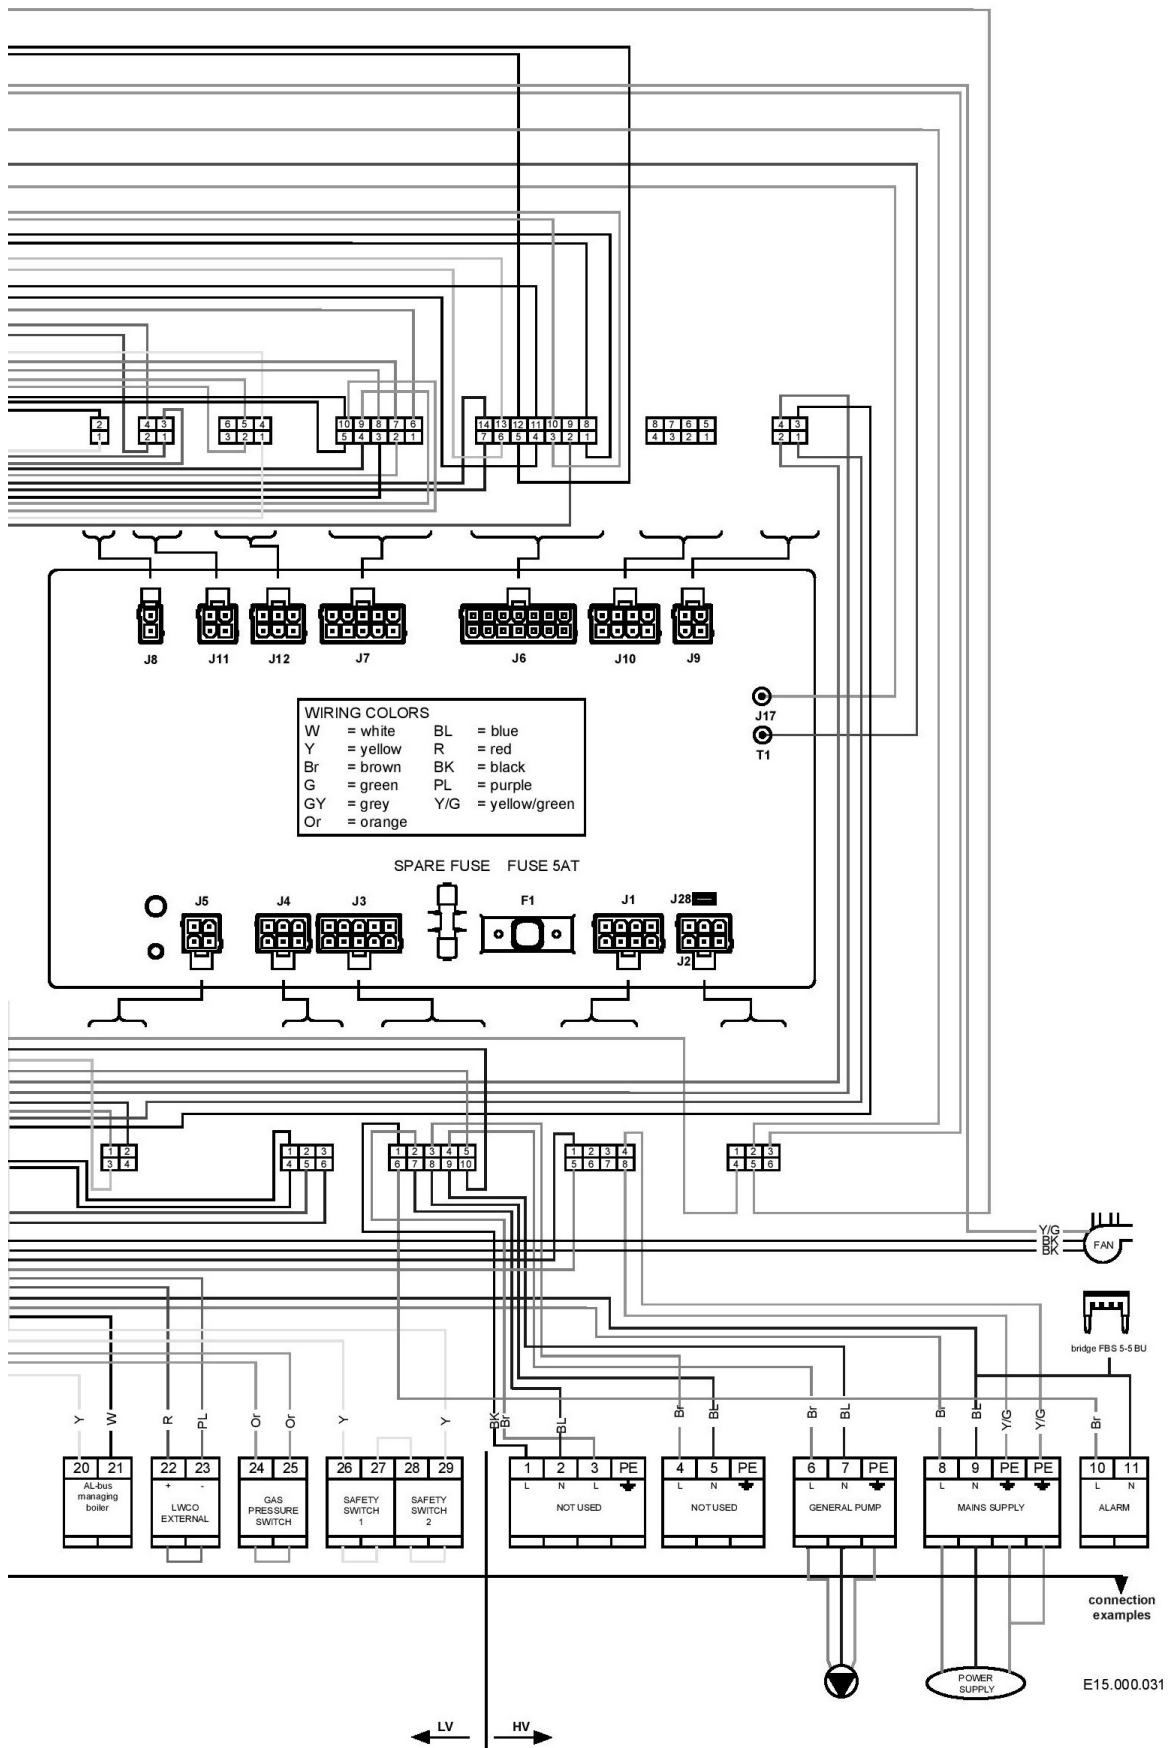 2
1
4 3
2 1
6 5 4
3 2 1
10 9 8 7 6
5 4 3 2 1
14 13 12 11 10 9 8
7 6 5 4 3 2 1
8 7 6 5
4 3 2 1
4 3
2 1
J8
J11
J12
J7
J6
J10
J9
J17
T1
WIRING COLORS
W = white BL = blue
Y = yellow R = red
Br = brown BK = black
G = green PL = purple
GY = grey Y/G = yellow/green
Or = orange
SPARE FUSE FUSE 5AT
J5
J4
J3
F1
J1
J28
J2
1 2
3 4
1 2 3
4 5 6
1 2 3 4 5
6 7 8 9 10
1 2 3 4
5 6 7 8
1 2 3
4 5 6
Y/G
BK
BK
FAN
bridge FBS 5-5 BU
Y W R PL Or Or Y Y BK Br BL Br BL Br BL Br BL Y/G Y/G Br
20 21
AL-bus
managing
boiler
22 23
+ -
LWCO
EXTERNAL
24 25
GAS
PRESSURE
SWITCH
26 27 28 29
SAFETY
SWITCH
1
SAFETY
SWITCH
2
1 2 3 PE
L N L
NOT USED
4 5 PE
L N
NOT USED
6 7 PE
L N
GENERAL PUMP
8 9 PE PE
L N
MAINS SUPPLY
10 11
L N
ALARM
connection
examples
POWER
SUPPLY
E15.000.031
LV HV